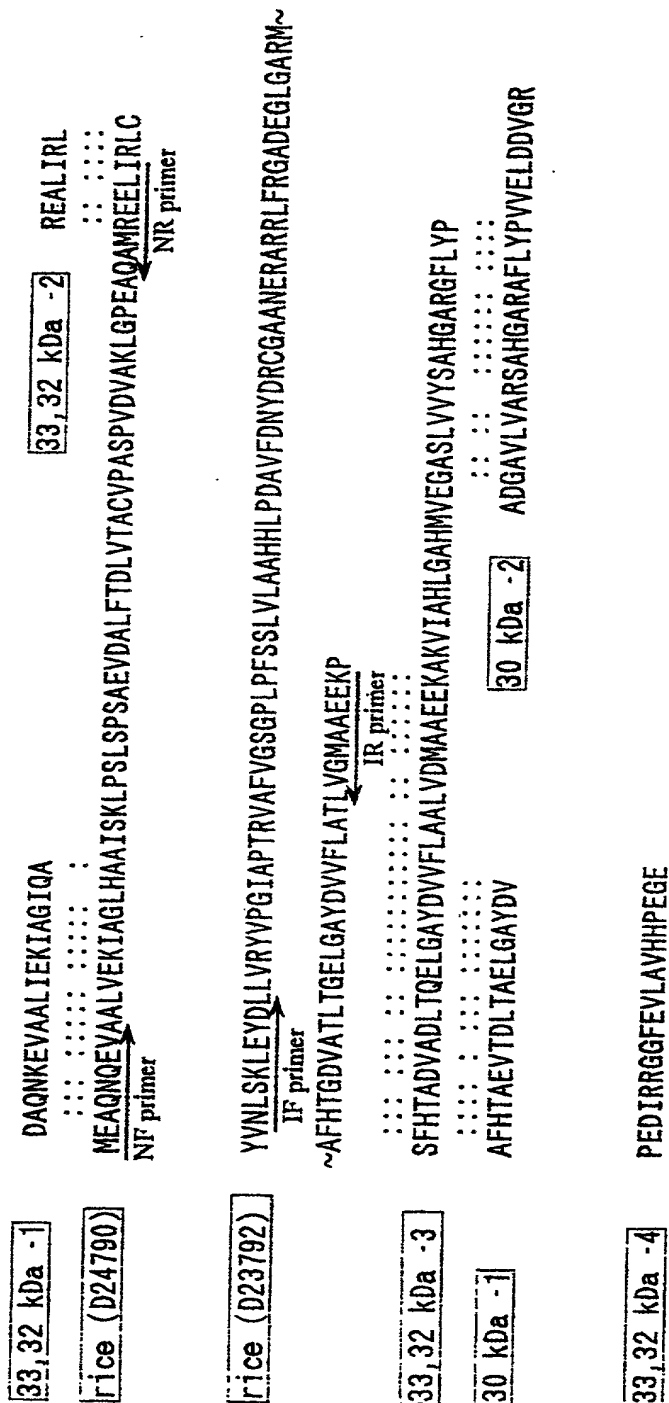 33,32 kDa -1 DAQNKEVAALIEKIAGIQA 33,32 kDa -2 REALIRL
::: :::::: ::::: : :: ::::
rice (D24790) MEAQNQEVAALVEKIAGLHAAISKLPSLSPSAEVDALFTDLVTACVPASPVDVAKLGPEAQAMREELIRLC
NF primer NR primer
rice (D23792) YVNLSKLEYDLLVRYVPGIAPTRVAFVGSGPLPFSSLVLAAHHLPDAVFDNYDRCGAANERARRLFRGADEGLGARM~
IF primer
~AFHTGDVATLTGELGAYDVVFLATLVGMAAEEKP
IR primer
33,32 kDa -3 SFHTADVADLTQELGAYDVVFLAALVDMAAEEKAKVIAHLGAHMVEGASLVVYSAHGARGFLYP
30 kDa -1 AFHTAEVTDLTAELGAYDV 30 kDa -2 ADGAVLVARSAHGARAFLYPVVELDDVGR
33,32 kDa -4 PEDIRRGGFEVLAVHHPEGE